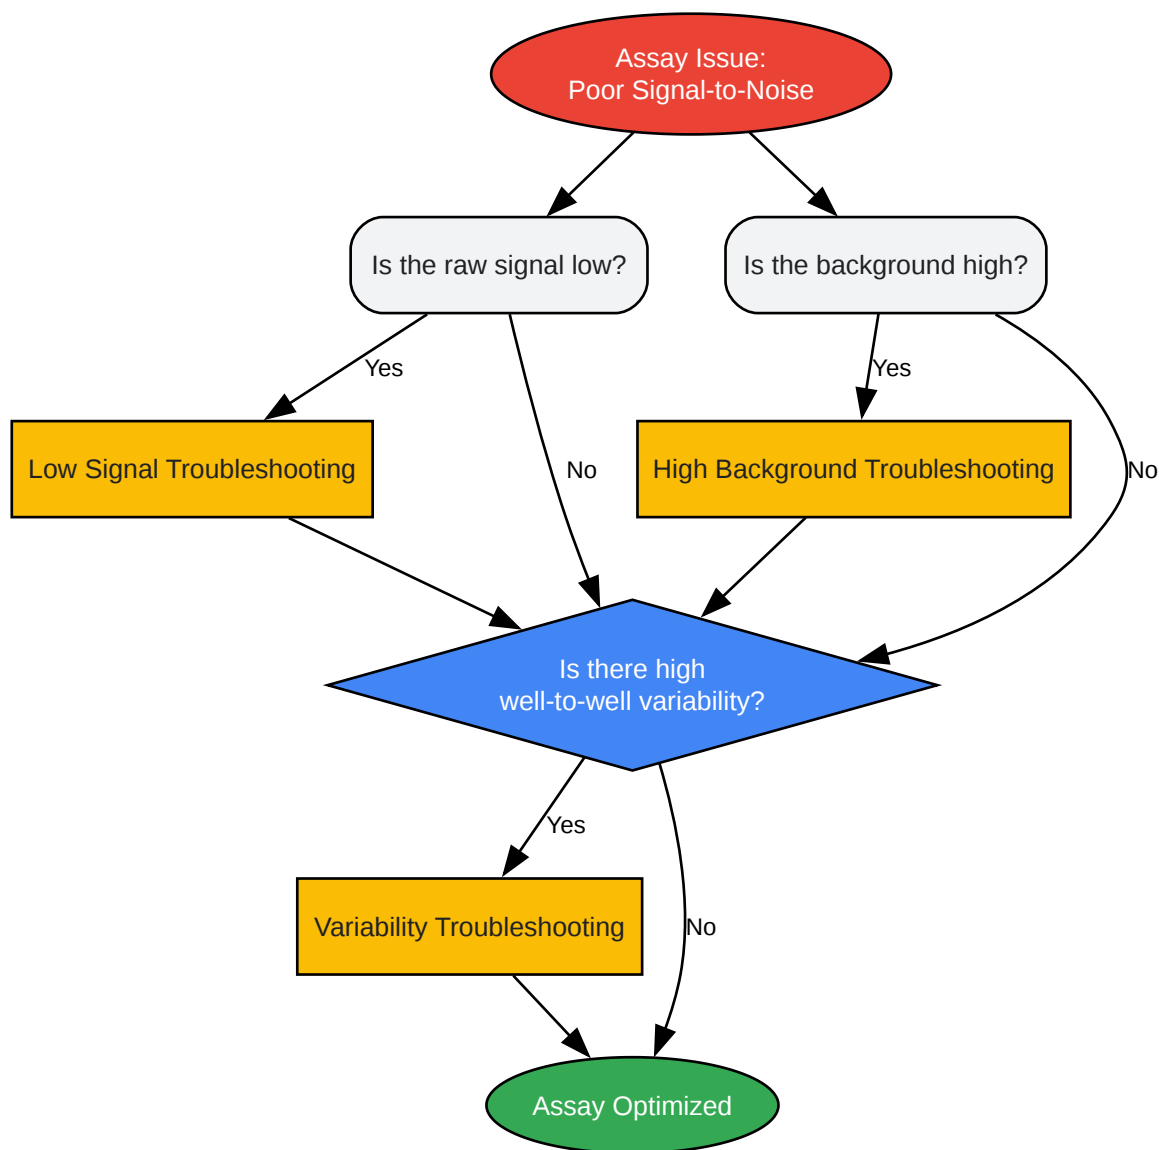 Assay Issue:
Poor Signal-to-Noise
Is the raw signal low?
Is the background high?
Yes
Yes
Low Signal Troubleshooting
No
High Background Troubleshooting
No
Is there high
well-to-well variability?
Yes
Variability Troubleshooting
No
Assay Optimized